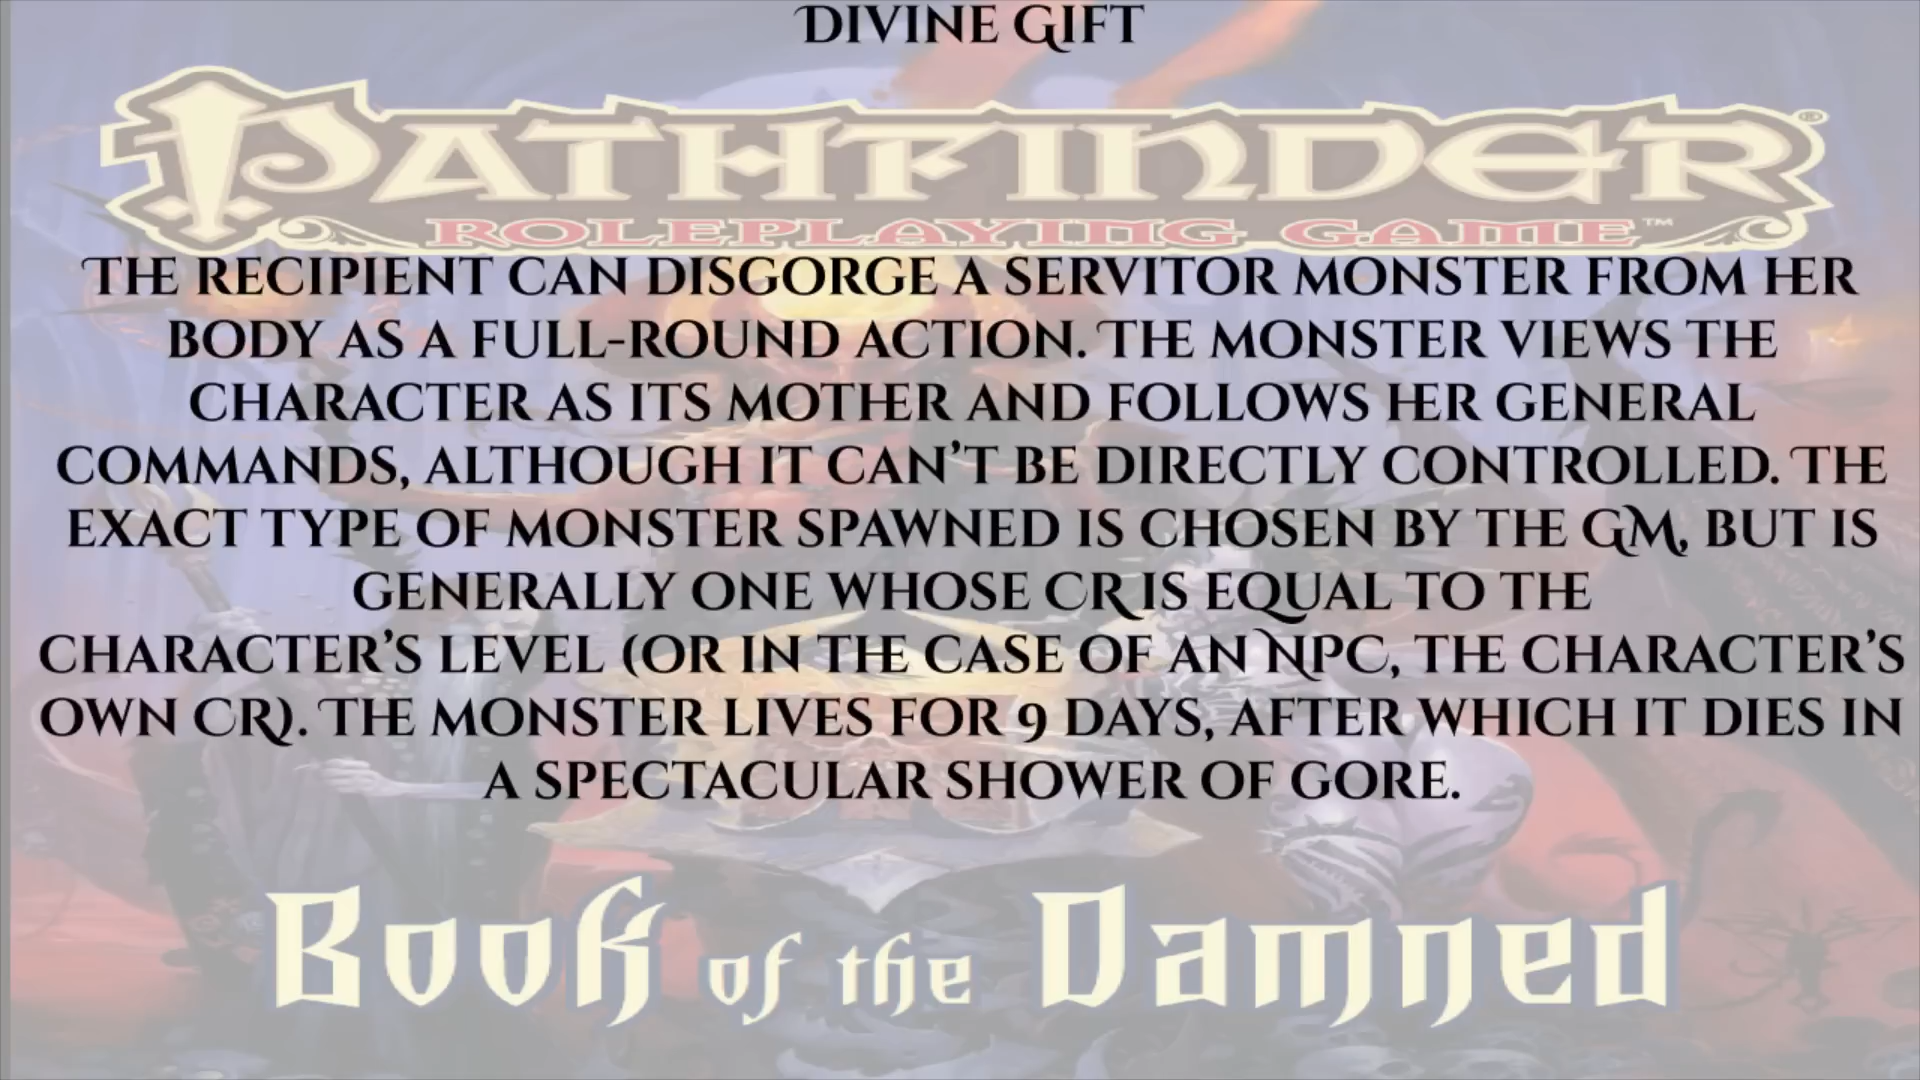 DIVINE GIFT
PATHFINDER®
ROLEPLAYING GAME™
THE RECIPIENT CAN DISGORGE A SERVITOR MONSTER FROM HER
BODY AS A FULL-ROUND ACTION. THE MONSTER VIEWS THE
CHARACTER AS ITS MOTHER AND FOLLOWS HER GENERAL
COMMANDS, ALTHOUGH IT CAN'T BE DIRECTLY CONTROLLED. THE
EXACT TYPE OF MONSTER SPAWNED IS CHOSEN BY THE GM, BUT IS
GENERALLY ONE WHOSE CR IS EQUAL TO THE
CHARACTER'S LEVEL (OR IN THE CASE OF AN NPC, THE CHARACTER'S
OWN CR). THE MONSTER LIVES FOR 9 DAYS, AFTER WHICH IT DIES IN
A SPECTACULAR SHOWER OF GORE.
Book of the Damned